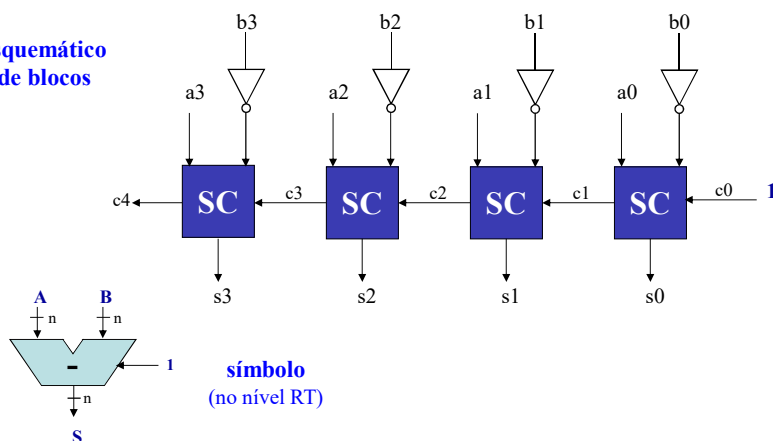 b3 b2 b1 b0
squemático
de blocos
a3 a2 a1 a0
SC SC SC SC
c4 c3 c2 c1 c0 1
s3 s2 s1 s0
A B
n n
- 1
n
S
símbolo
(no nível RT)